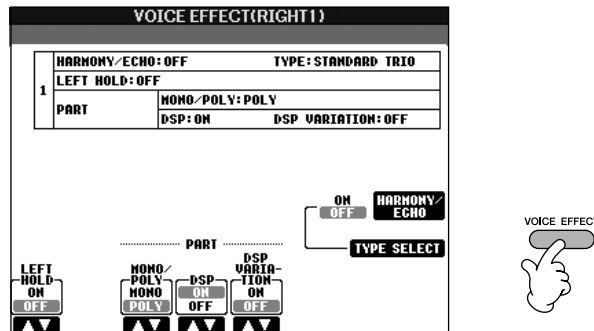 VOICE EFFECT(RIGHT1)
HARMONY/ECHO:OFF TYPE:STANDARD TRIO
LEFT HOLD:OFF
1
PART
MONO/POLY:POLY
DSP:ON DSP VARIATION:OFF
ON
OFF
HARMONY/
ECHO
TYPE SELECT
VOICE EFFEC
PART
LEFT
HOLD
ON
OFF
MONO/
POLY
MONO
POLY
DSP
ON
OFF
DSP
VARIA-
TION
ON
OFF